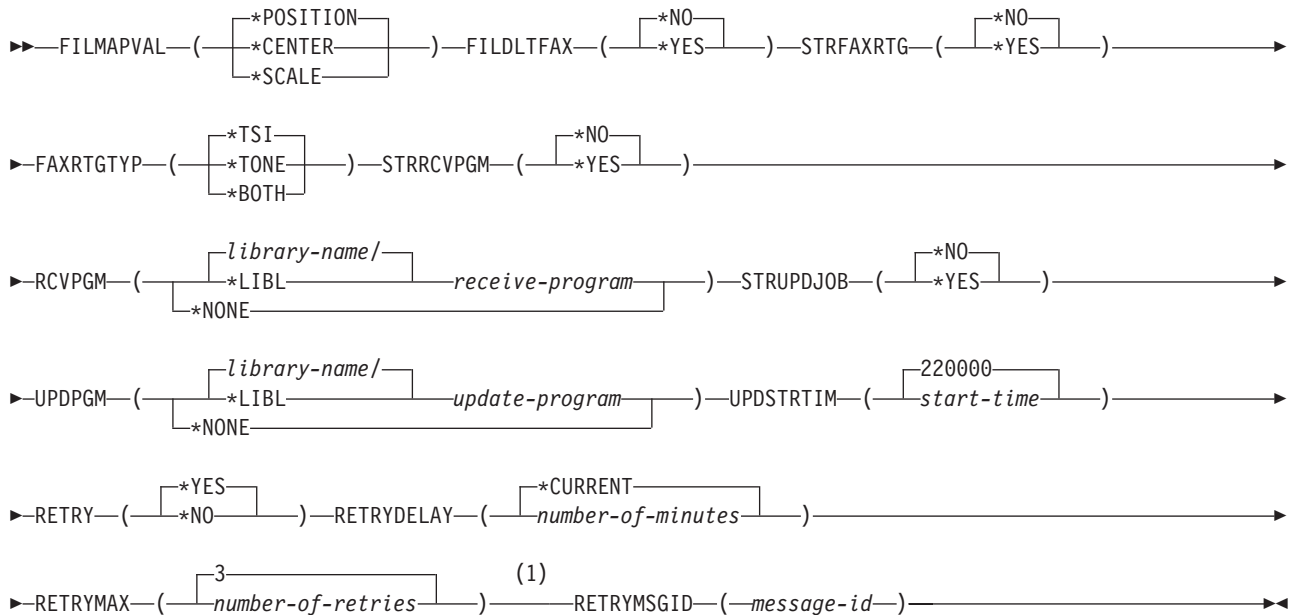 *POSITION *NO *NO
FILMAPVAL ( *CENTER ) FILDLTFAX ( *YES ) STRFAXRTG ( *YES )
*SCALE
*TSI *NO
FAXRTGTYP ( *TONE ) STRRCVPGM ( *YES )
*BOTH
library-name/ *NO
RCVPGM ( *LIBL receive-program ) STRUPDJOB ( *YES )
*NONE
library-name/ 220000
UPDPGM ( *LIBL update-program ) UPDSTRTIM ( start-time )
*NONE
*YES *CURRENT
RETRY ( *NO ) RETRYDELAY ( number-of-minutes )
3 (1)
RETRYMAX ( number-of-retries ) RETRYMSGID ( message-id )